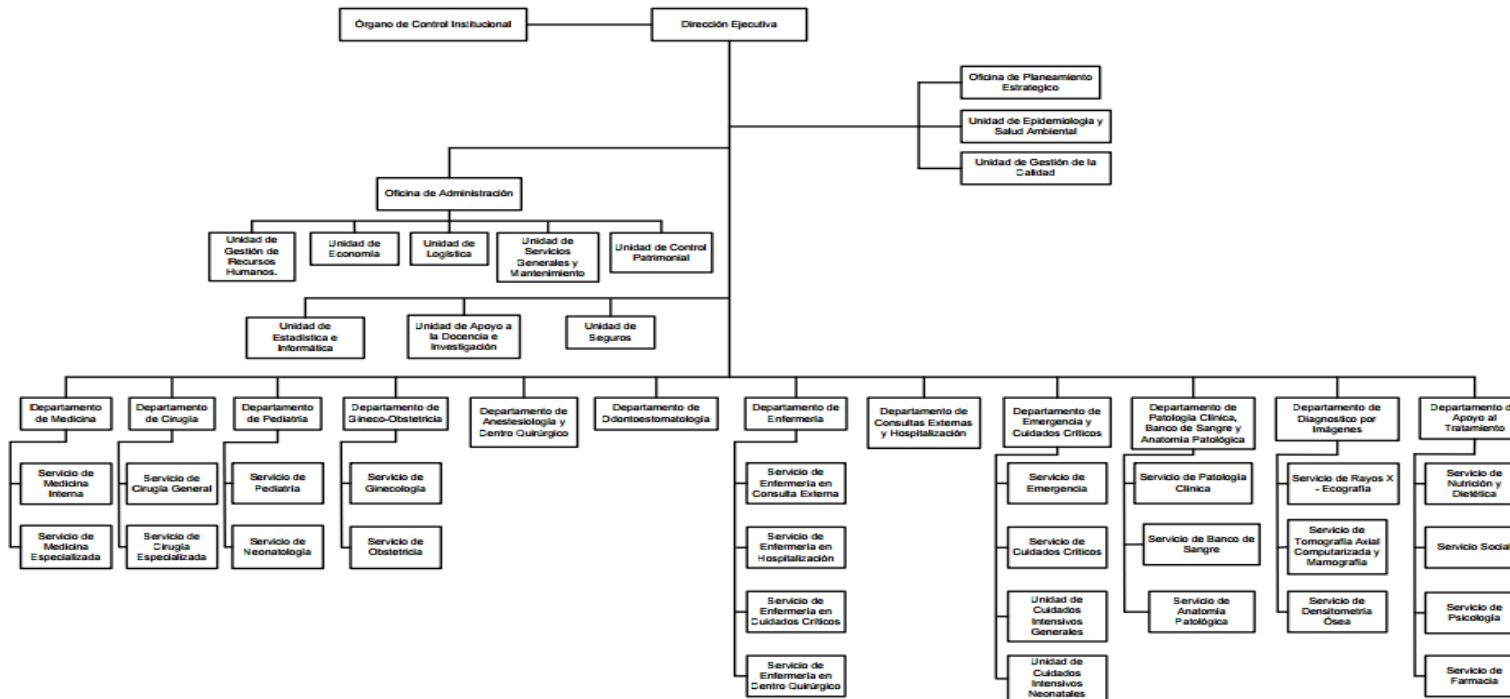 Órgano de Control Institucional
Dirección Ejecutiva
Oficina de Planeamiento
Estrategico
Unidad de Epidemiologia y
Salud Ambiental
Unidad de Gestión de la
Calidad
Oficina de Administración
Unidad de
Gestión de
Recursos
Humanos.
Unidad de
Economía
Unidad de
Logística
Unidad de
Servicios
Generales y
Mantenimiento
Unidad de Control
Patrimonial
Unidad de
Estadística e
Informática
Unidad de Apoyo a
la Docencia e
Investigación
Unidad de
Seguros
Departamento
de Medicina
Departamento
de Cirugía
Departamento
de Pediatría
Departamento de
Gineco-Obstetricia
Departamento de
Anestesiología y
Centro Quirúrgico
Departamento de
Odontoestomatología
Departamento de
Enfermería
Departamento de
Consultas Externas
y Hospitalización
Departamento de
Emergencia y
Cuidados Críticos
Departamento de
Patología Clínica,
Banco de Sangre y
Anatomía Patológica
Departamento de
Diagnostico por
Imágenes
Departamento de
Apoyo al
Tratamiento
Servicio de
Medicina
Interna
Servicio de
Cirugía General
Servicio de
Pediatría
Servicio de
Ginecología
Servicio de
Enfermería en
Consulta Externa
Servicio de
Emergencia
Servicio de Patología
Clínica
Servicio de Rayos X
- Ecografía
Servicio de
Nutrición y
Dietética
Servicio de
Medicina
Especializada
Servicio de
Cirugía
Especializada
Servicio de
Neonatología
Servicio de
Obstetricia
Servicio de
Enfermería en
Hospitalización
Servicio de
Cuidados Críticos
Servicio de Banco de
Sangre
Servicio de
Tomografía Axial
Computarizada y
Mamografía
Servicio Social
Servicio de
Enfermería en
Cuidados Críticos
Unidad de
Cuidados
Intensivos
Generales
Servicio de
Anatomía
Patológica
Servicio de
Densitometría
Ósea
Servicio de
Psicología
Servicio de
Enfermería en
Centro Quirúrgico
Unidad de
Cuidados
Intensivos
Neonatales
Servicio de
Farmacia